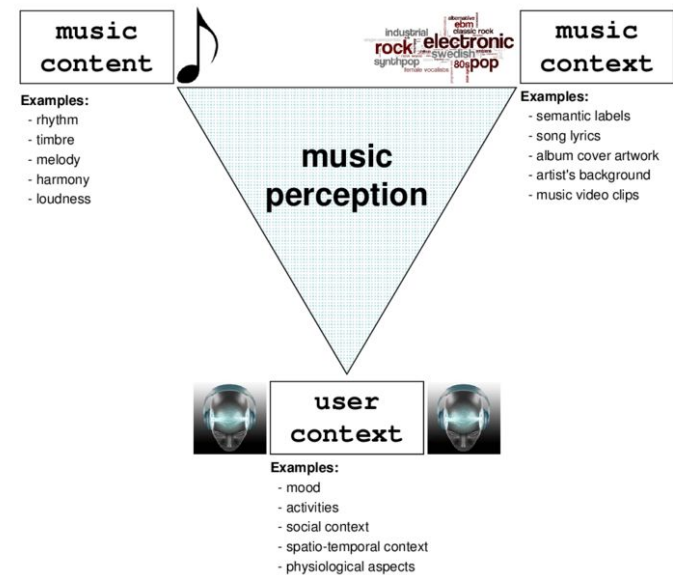 music
content
Examples:
- rhythm
- timbre
- melody
- harmony
- loudness
alternative
ebm
industrial
classic rock
rock electronic
swedish
synthpop
80s pop
female vocalists
music
context
Examples:
- semantic labels
- song lyrics
- album cover artwork
- artist's background
- music video clips
music
perception
user
context
Examples:
- mood
- activities
- social context
- spatio-temporal context
- physiological aspects